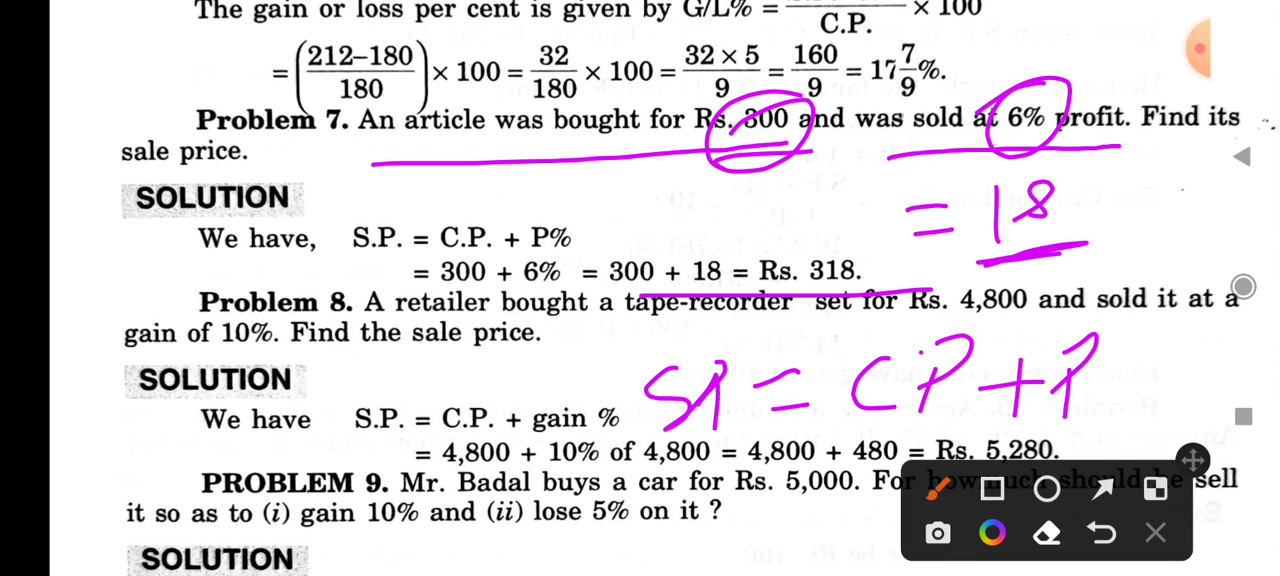 The gain or loss per cent is given by G/L% = —— × 100
C.P.
= (212–180 / 180) × 100 = 32/180 × 100 = 32 × 5 / 9 = 160/9 = 17 7/9 %.
Problem 7. An article was bought for Rs. 300 and was sold at 6% profit. Find its
sale price.
SOLUTION
= 18
We have, S.P. = C.P. + P%
= 300 + 6% = 300 + 18 = Rs. 318.
Problem 8. A retailer bought a tape-recorder set for Rs. 4,800 and sold it at a
gain of 10%. Find the sale price.
SOLUTION
SP = CP + P
We have S.P. = C.P. + gain %
= 4,800 + 10% of 4,800 = 4,800 + 480 = Rs. 5,280.
PROBLEM 9. Mr. Badal buys a car for Rs. 5,000. For how much should he sell
it so as to (i) gain 10% and (ii) lose 5% on it ?
SOLUTION